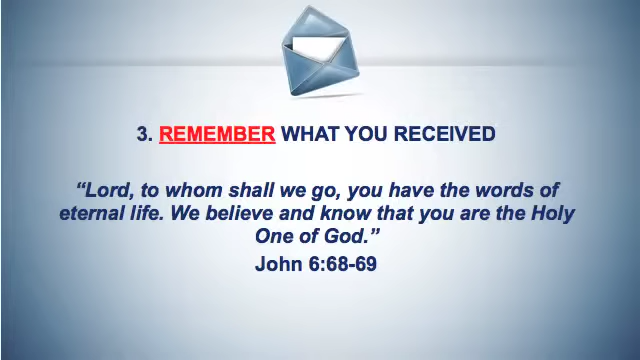 3. REMEMBER WHAT YOU RECEIVED
“Lord, to whom shall we go, you have the words of
eternal life. We believe and know that you are the Holy
One of God.”
John 6:68-69